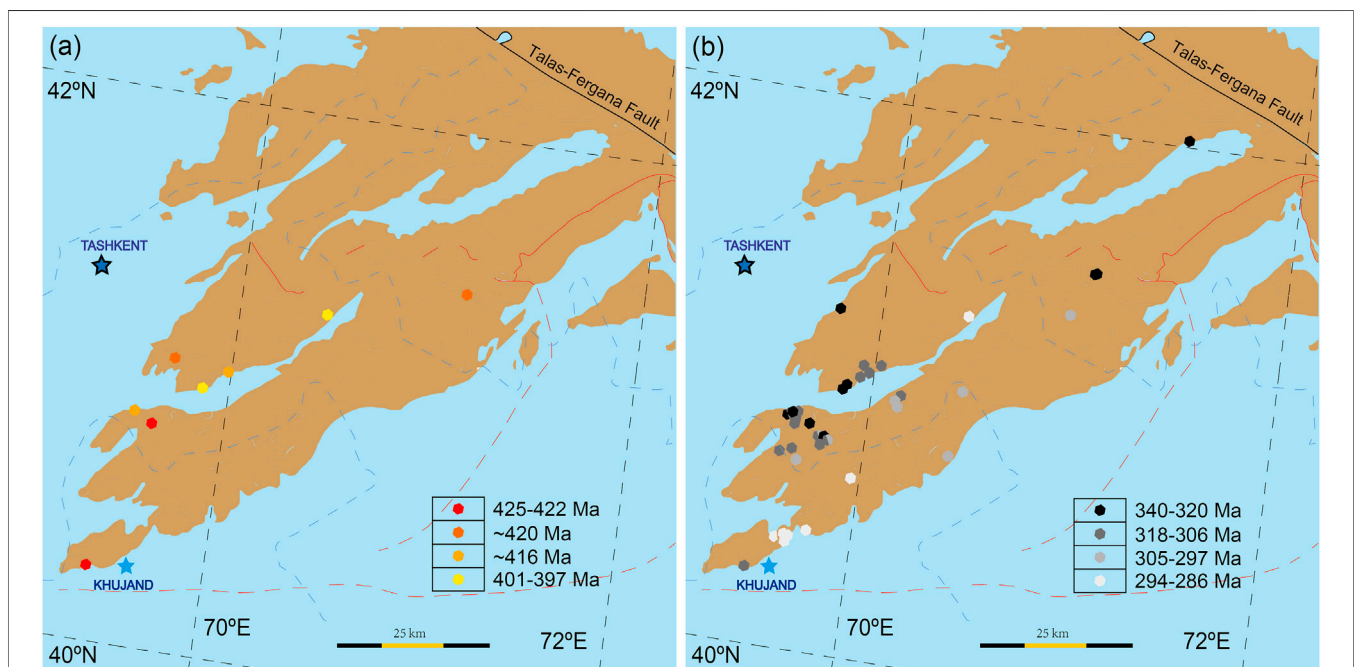 (a)
Talas-Fergana Fault
42ºN
TASHKENT
425-422 Ma
~420 Ma
~416 Ma
401-397 Ma
KHUJAND
70ºE
25 km
72ºE
40ºN
(b)
Talas-Fergana Fault
42ºN
TASHKENT
340-320 Ma
318-306 Ma
305-297 Ma
294-286 Ma
KHUJAND
70ºE
25 km
72ºE
40ºN